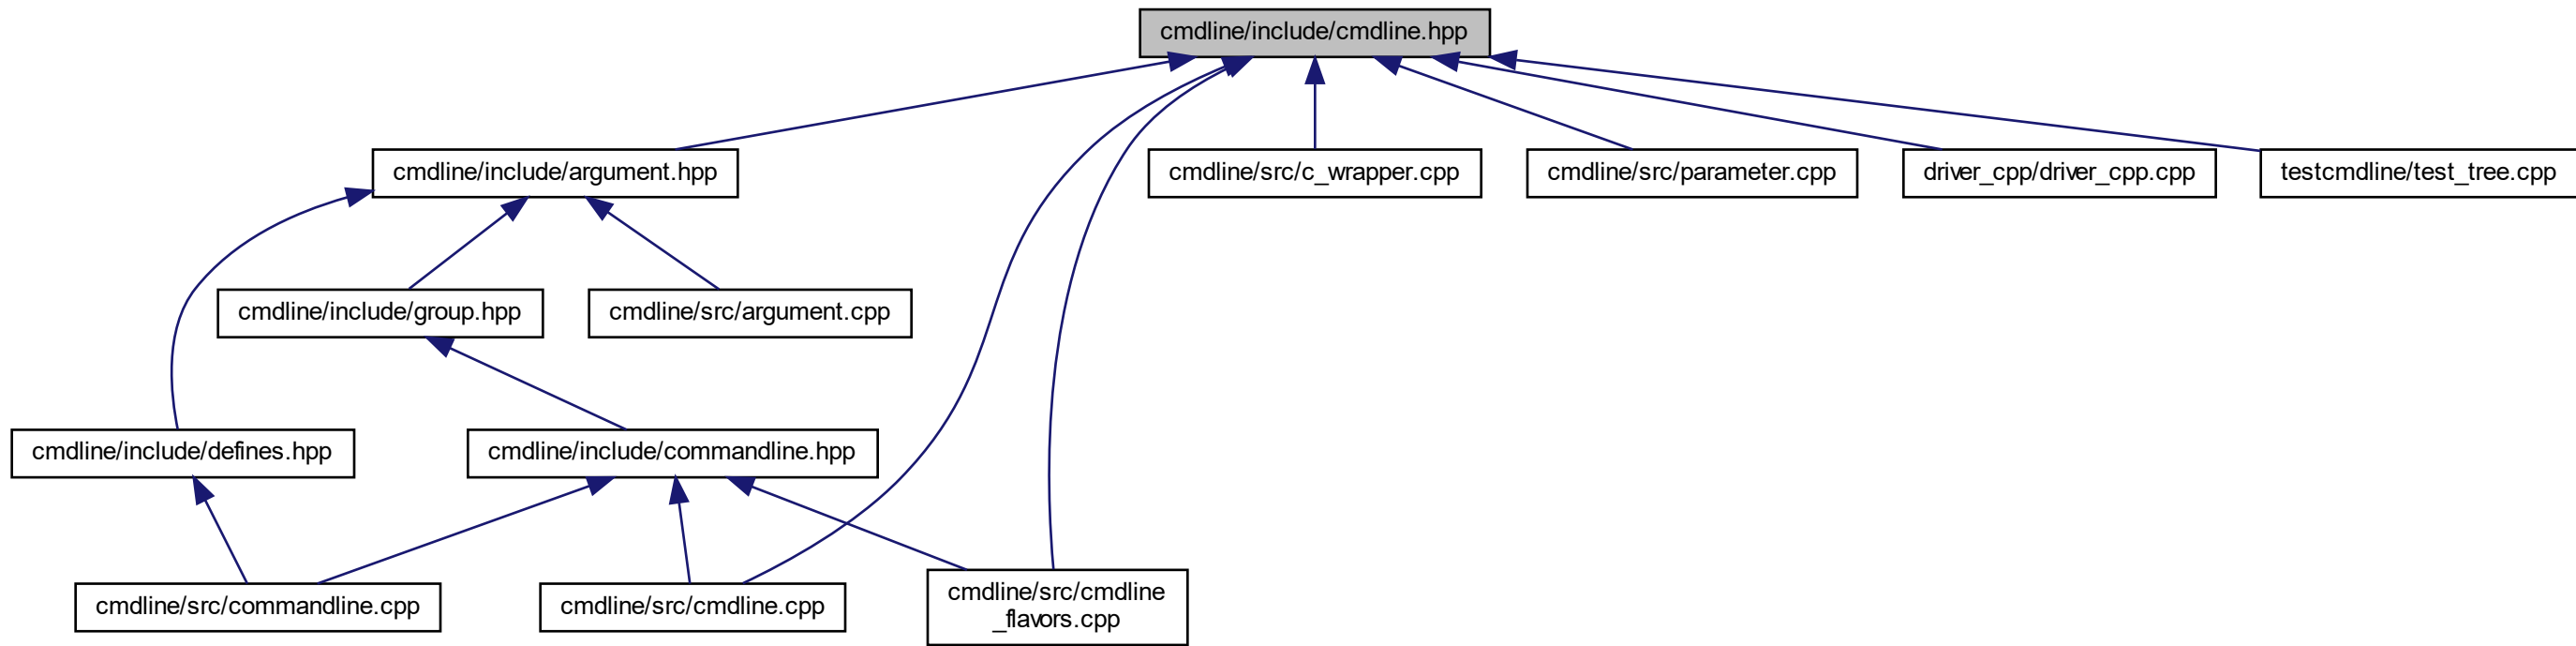 cmdline/include/cmdline.hpp
cmdline/include/argument.hpp
cmdline/src/c_wrapper.cpp
cmdline/src/parameter.cpp
driver_cpp/driver_cpp.cpp
testcmdline/test_tree.cpp
cmdline/include/group.hpp
cmdline/src/argument.cpp
cmdline/include/defines.hpp
cmdline/include/commandline.hpp
cmdline/src/commandline.cpp
cmdline/src/cmdline.cpp
cmdline/src/cmdline
_flavors.cpp